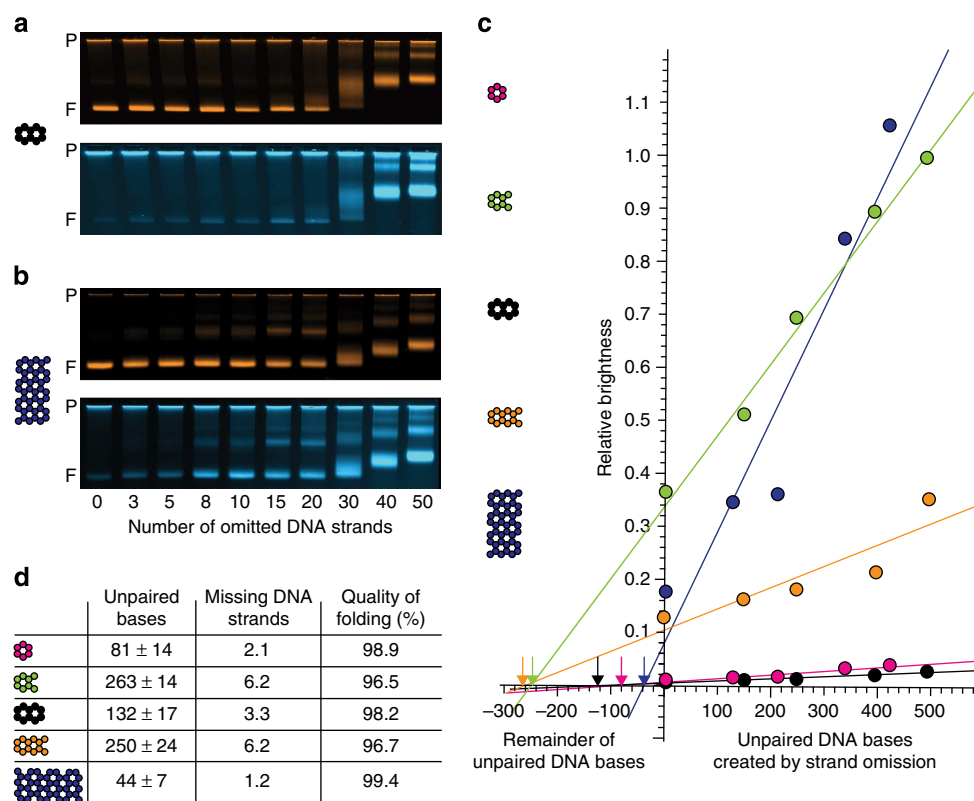 a
P
F
P
F
b
P
F
P
F
0 3 5 8 10 15 20 30 40 50
Number of omitted DNA strands
c
1.1
1.0
0.9
0.8
0.7
0.6
0.5
0.4
0.3
0.2
0.1
Relative brightness
–300 –200 –100 100 200 300 400 500
Remainder of
unpaired DNA bases
Unpaired DNA bases
created by strand omission
d
Unpaired bases | Missing DNA strands | Quality of folding (%)
81 ± 14 2.1 98.9
263 ± 14 6.2 96.5
132 ± 17 3.3 98.2
250 ± 24 6.2 96.7
44 ± 7 1.2 99.4